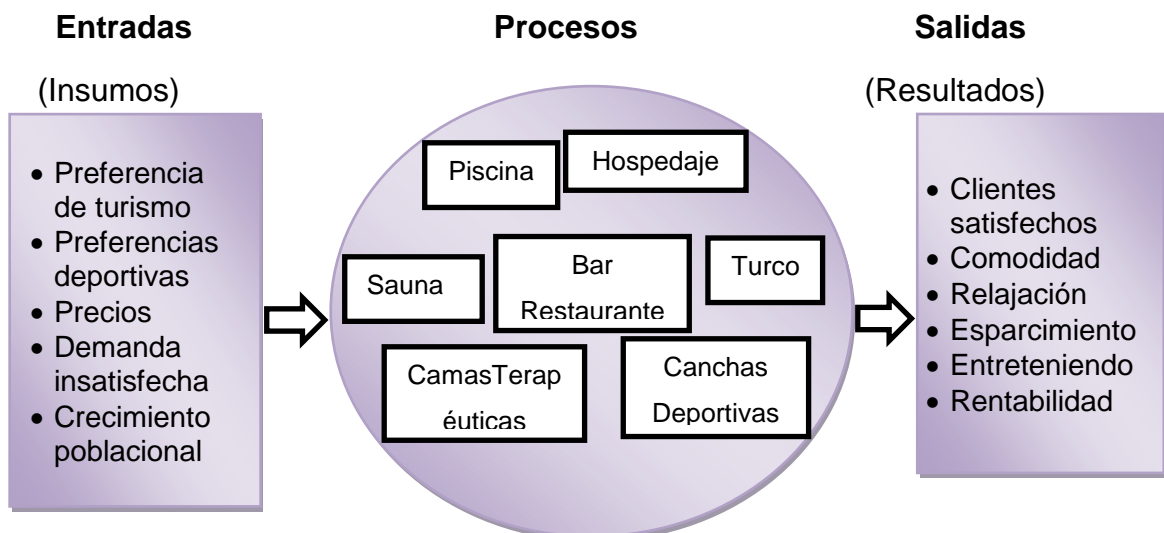 Entradas
(Insumos)
• Preferencia
de turismo
• Preferencias
deportivas
• Precios
• Demanda
insatisfecha
• Crecimiento
poblacional
Procesos
Piscina
Hospedaje
Sauna
Bar
Restaurante
Turco
CamasTerap
éuticas
Canchas
Deportivas
Salidas
(Resultados)
• Clientes
satisfechos
• Comodidad
• Relajación
• Esparcimiento
• Entreteniendo
• Rentabilidad